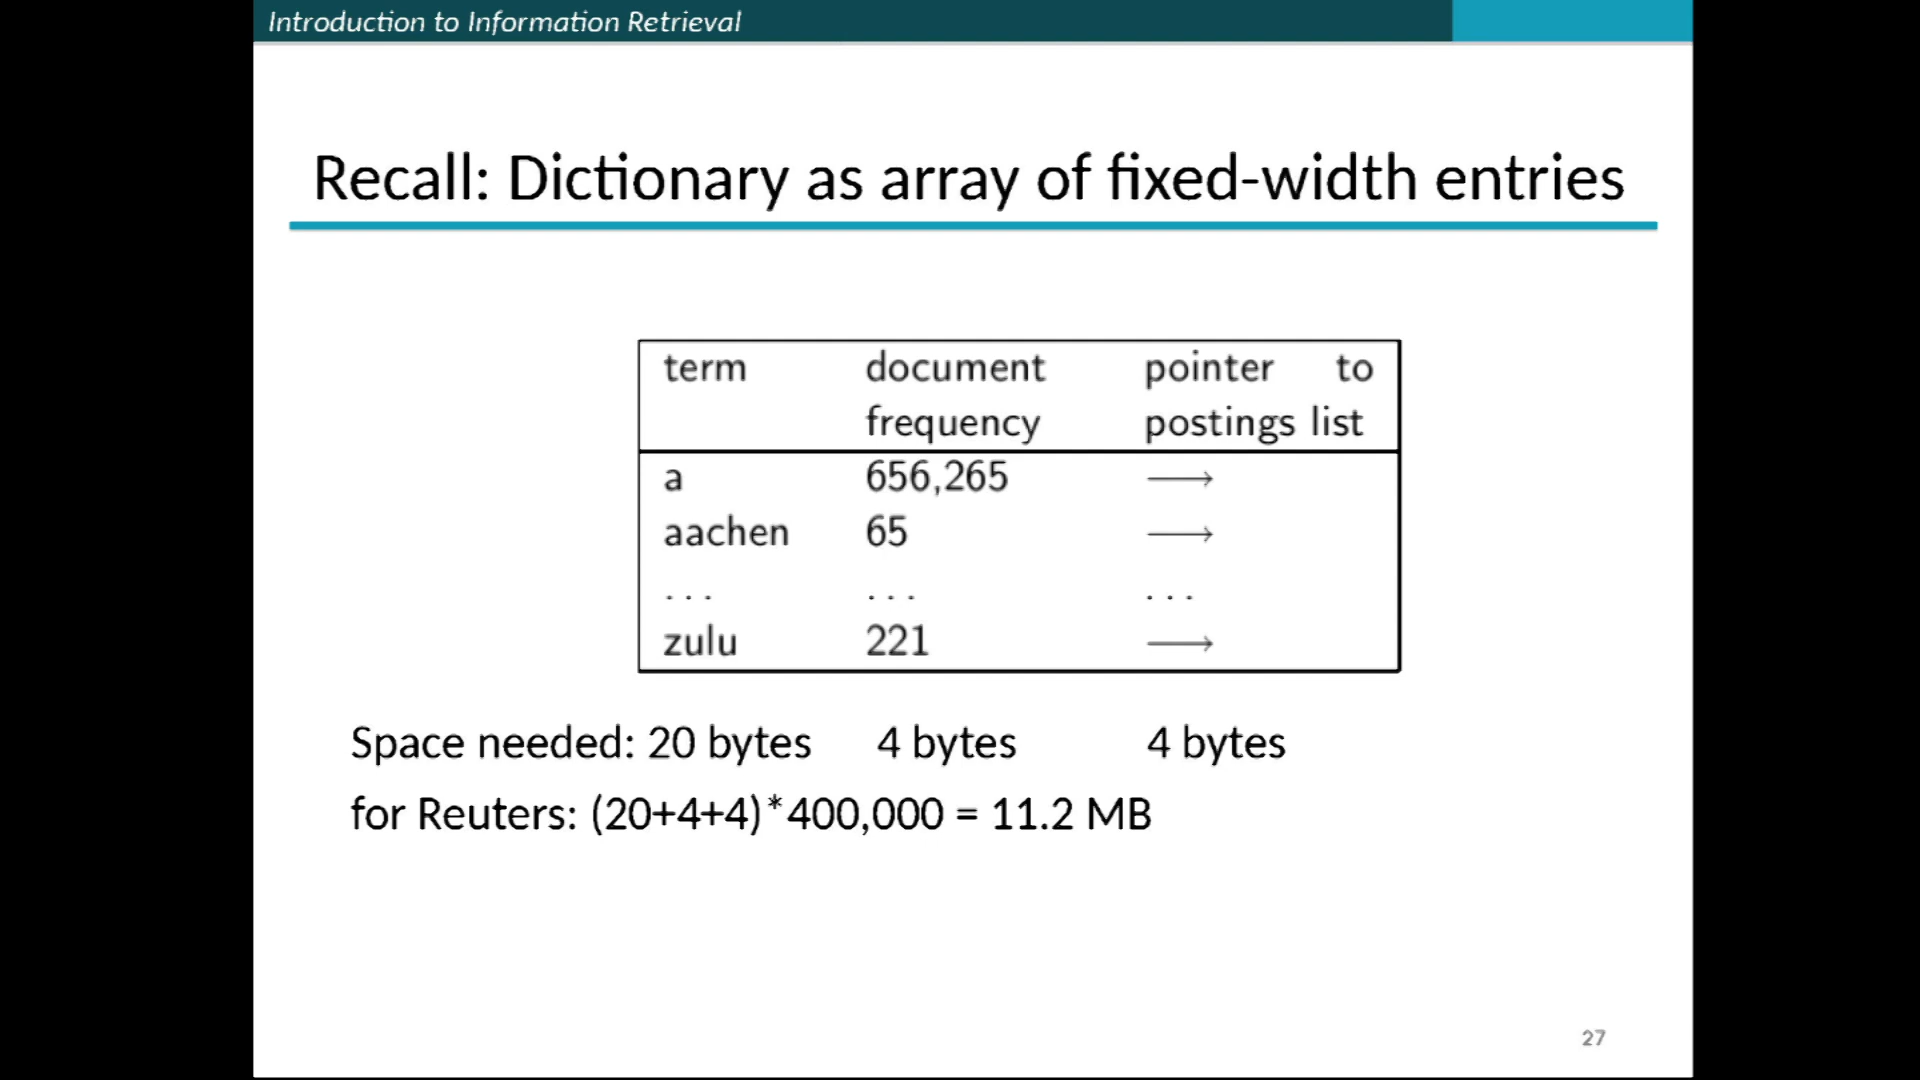 Introduction to Information Retrieval
Recall: Dictionary as array of fixed-width entries
term document pointer to
frequency postings list
a 656,265 ⟶
aachen 65 ⟶
. . . . . . . . .
zulu 221 ⟶
Space needed: 20 bytes 4 bytes 4 bytes
for Reuters: (20+4+4)*400,000 = 11.2 MB
27